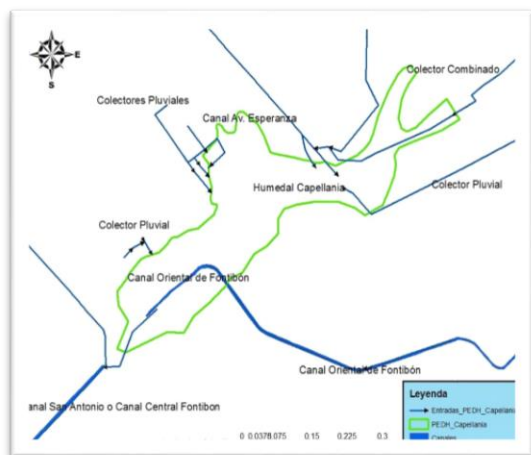 E
S
Colector Combinado
Colectores Pluviales
Canal Av. Esperanza
Humedal Capellania
Colector Pluvial
Colector Pluvial
Canal Oriental de Fontibón
Canal Oriental de Fontibón
anal San Antonio o Canal Central Fontibon
0 0.0375 0.075 0.15 0.225 0.3
Leyenda
Entradas_PEDH_Capellania
PEDH_Capellania
Canales